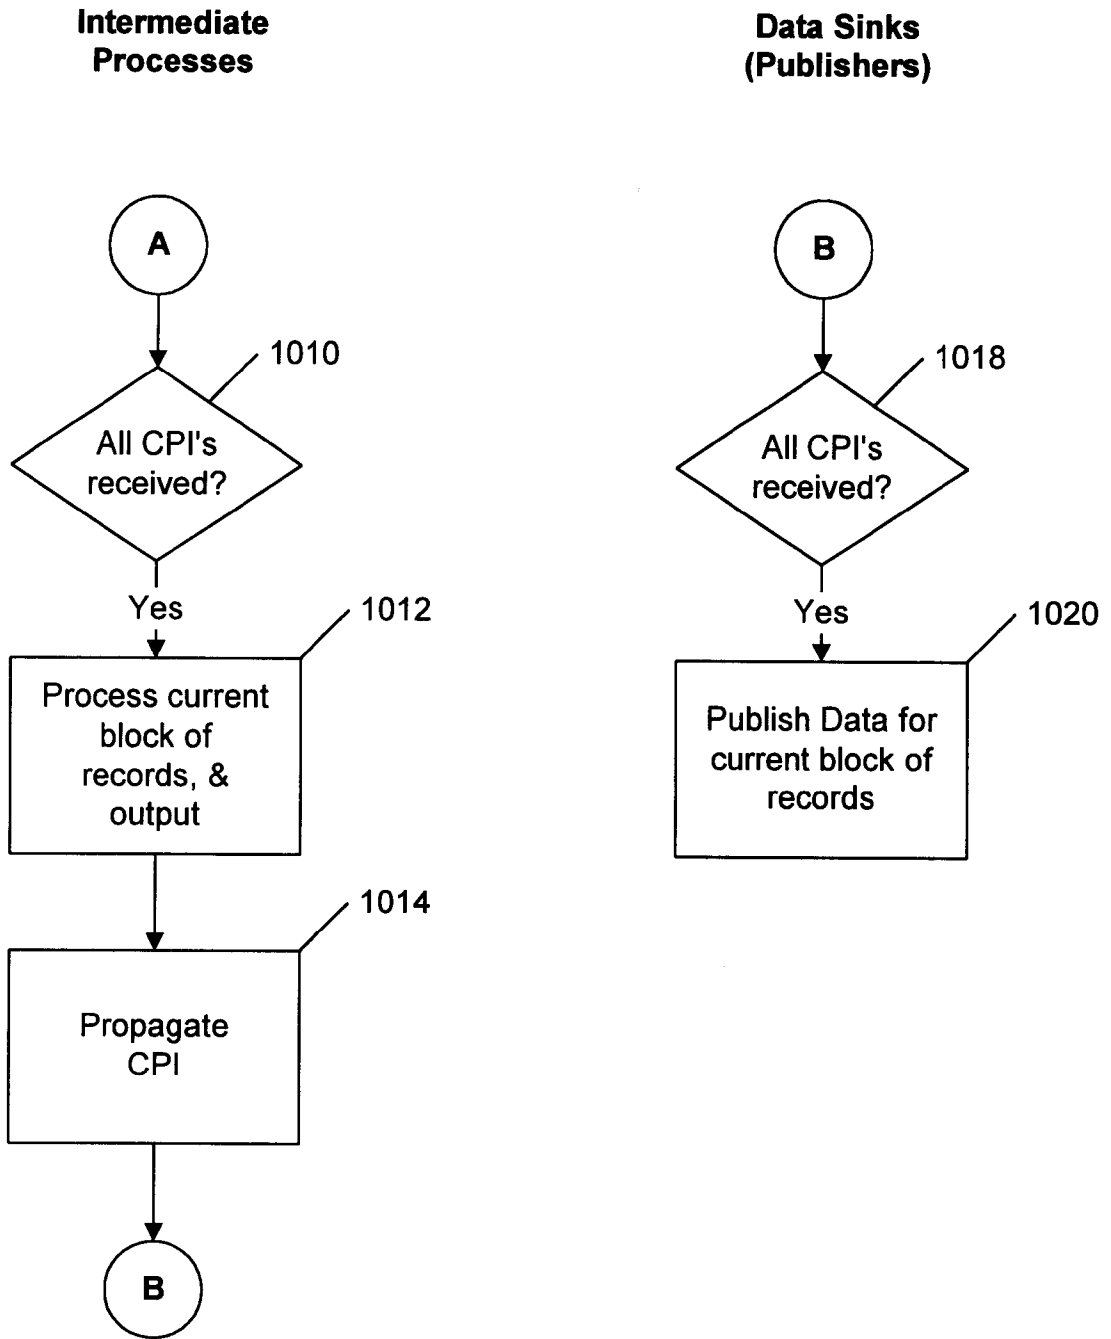 Intermediate
Processes
A
1010
All CPI's
received?
Yes
1012
Process current
block of
records, &
output
1014
Propagate
CPI
B
Data Sinks
(Publishers)
B
1018
All CPI's
received?
Yes
1020
Publish Data for
current block of
records